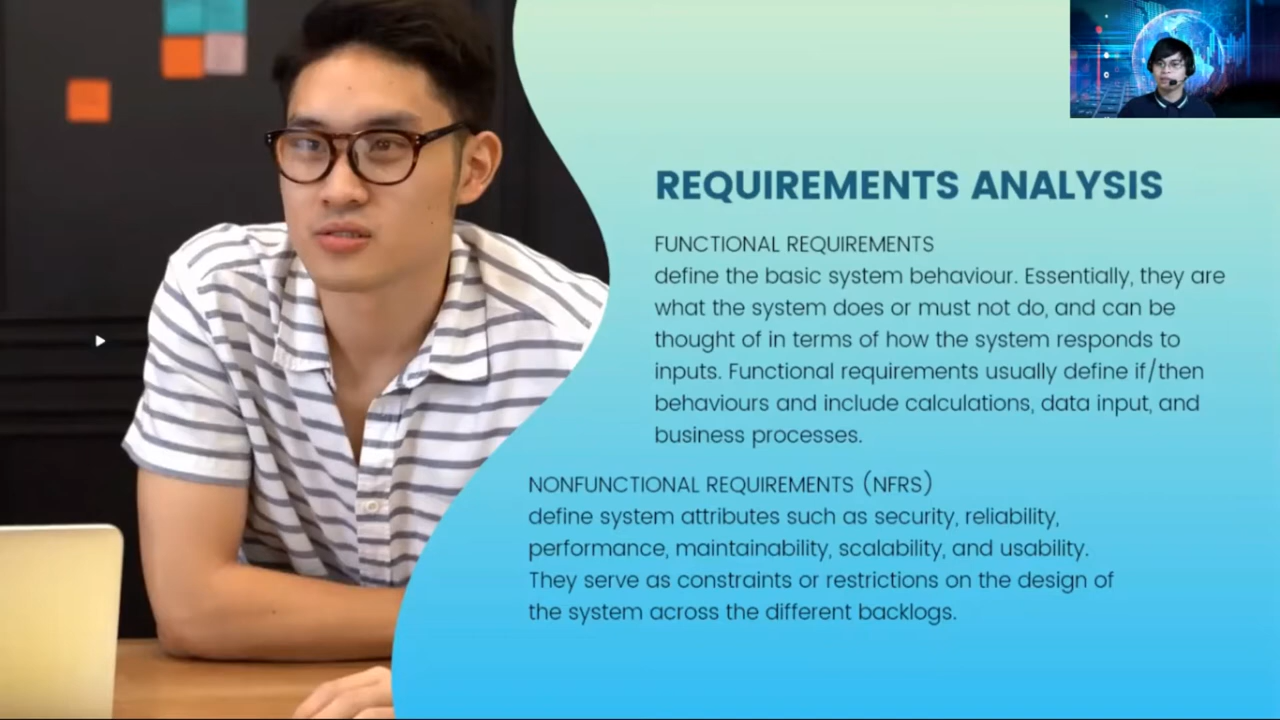 REQUIREMENTS ANALYSIS
FUNCTIONAL REQUIREMENTS
define the basic system behaviour. Essentially, they are
what the system does or must not do, and can be
thought of in terms of how the system responds to
inputs. Functional requirements usually define if/then
behaviours and include calculations, data input, and
business processes.
NONFUNCTIONAL REQUIREMENTS (NFRS)
define system attributes such as security, reliability,
performance, maintainability, scalability, and usability.
They serve as constraints or restrictions on the design of
the system across the different backlogs.